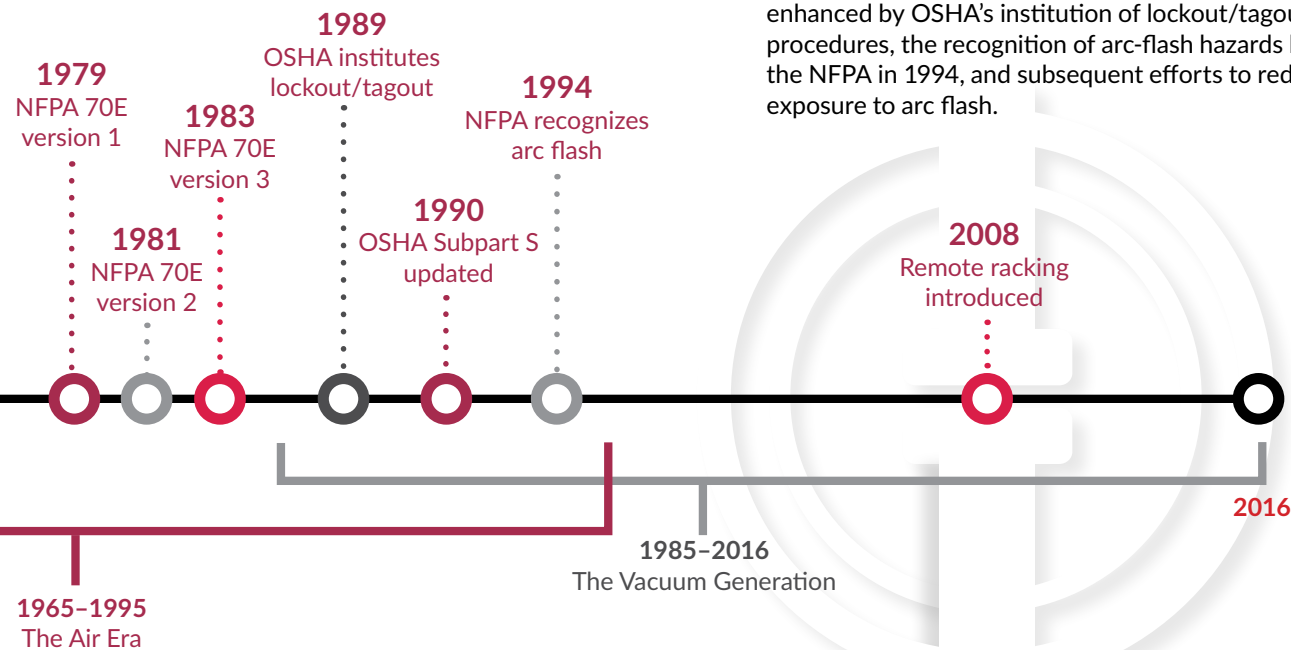 enhanced by OSHA's institution of lockout/tagou
procedures, the recognition of arc-flash hazards
the NFPA in 1994, and subsequent efforts to red
exposure to arc flash.
1979
NFPA 70E
version 1
1981
NFPA 70E
version 2
1983
NFPA 70E
version 3
1989
OSHA institutes
lockout/tagout
1990
OSHA Subpart S
updated
1994
NFPA recognizes
arc flash
2008
Remote racking
introduced
2016
1985–2016
The Vacuum Generation
1965–1995
The Air Era